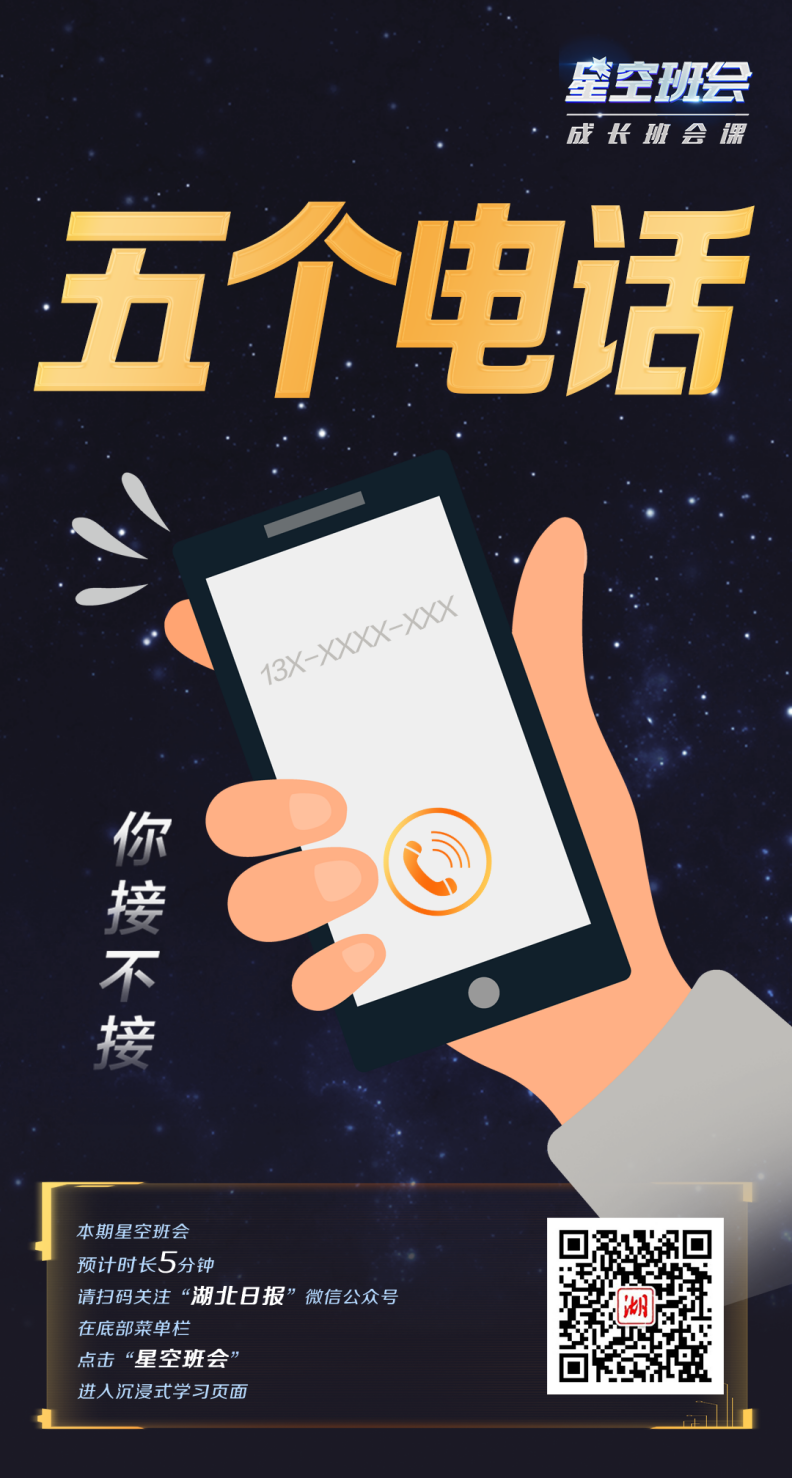 星空班会
成长班会课
五个电话
13X-XXXX-XXX
你接不接
本期星空班会
预计时长5分钟
请扫码关注“湖北日报”微信公众号
在底部菜单栏
点击“星空班会”
进入沉浸式学习页面
湖